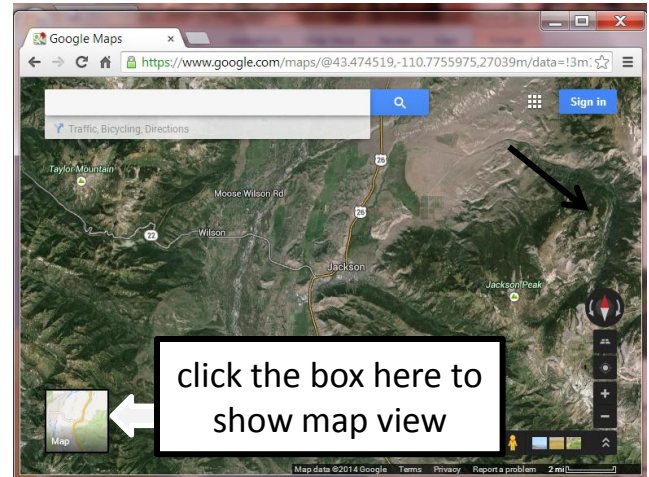 Google Maps
https://www.google.com/maps/@43.474519,-110.7755975,27039m/data=!3m:
Sign in
Traffic, Bicycling, Directions
26
Taylor Mountain
Moose Wilson Rd
26
22
Wilson
Jackson
Jackson Peak
click the box here to
show map view
Map
Map data ©2014 Google Terms Privacy Report a problem 2 mi